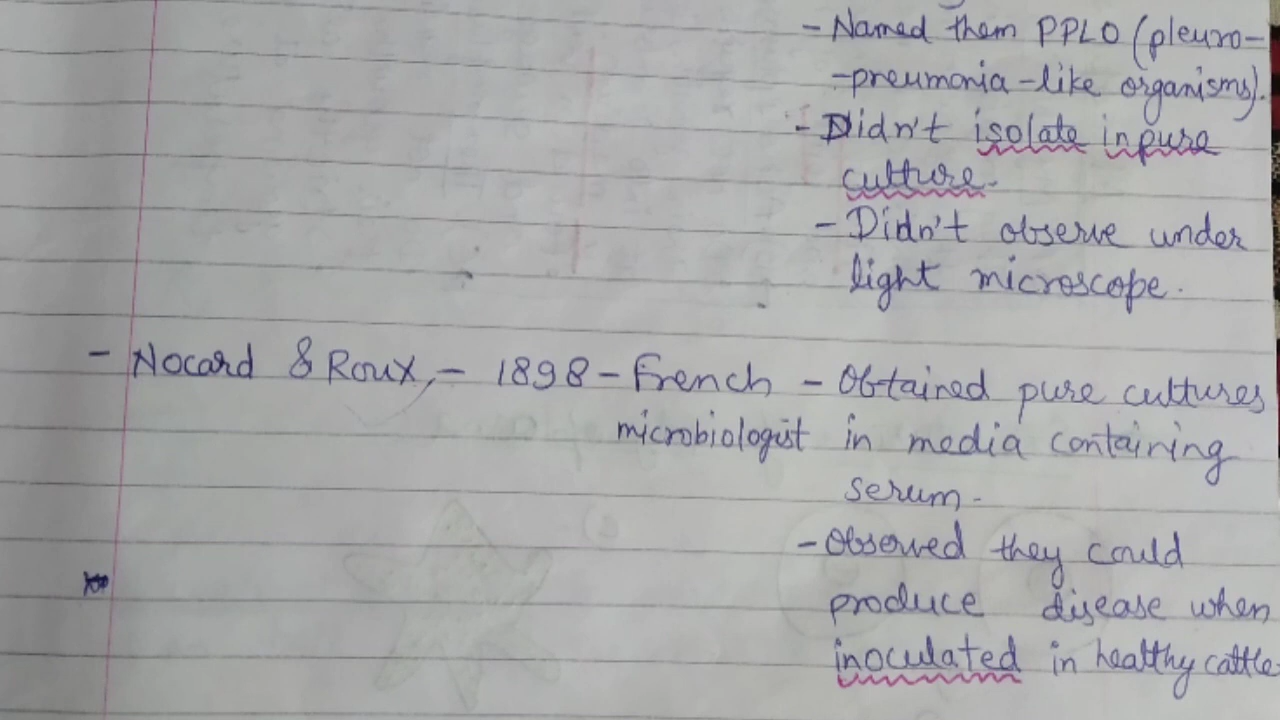 - Named them PPLO (pleuro-
-pneumonia-like organisms).
- Didn't isolate in pure
culture.
- Didn't observe under
light microscope.
- Nocard & Roux, - 1898 - French - Obtained pure cultures
microbiologist in media containing
serum.
- Observed they could
produce disease when
inoculated in healthy cattle